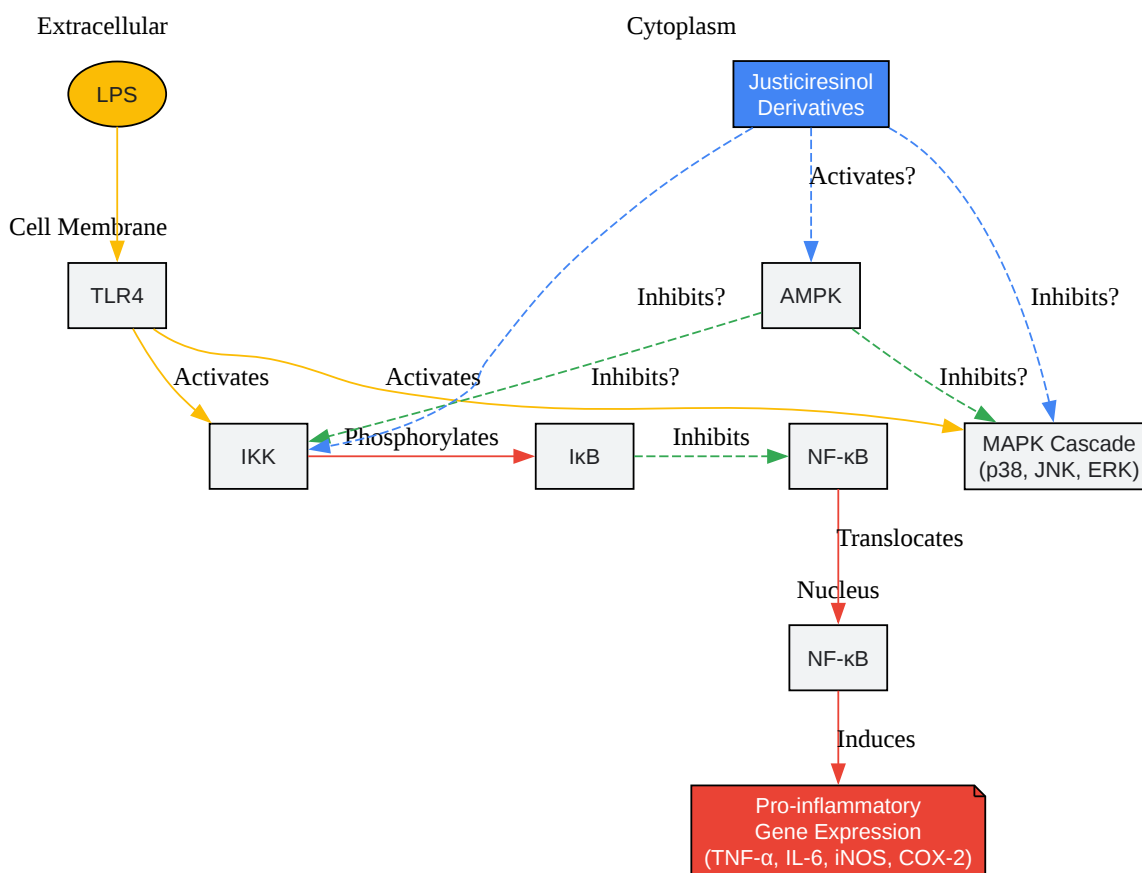 Extracellular
Cytoplasm
LPS
Justiciresinol
Derivatives
Activates?
Cell Membrane
TLR4
AMPK
Inhibits?
Inhibits?
Activates
Activates
Inhibits?
Inhibits?
Phosphorylates
Inhibits
IKK
IκB
NF-κB
MAPK Cascade
(p38, JNK, ERK)
Translocates
Nucleus
NF-κB
Induces
Pro-inflammatory
Gene Expression
(TNF-α, IL-6, iNOS, COX-2)